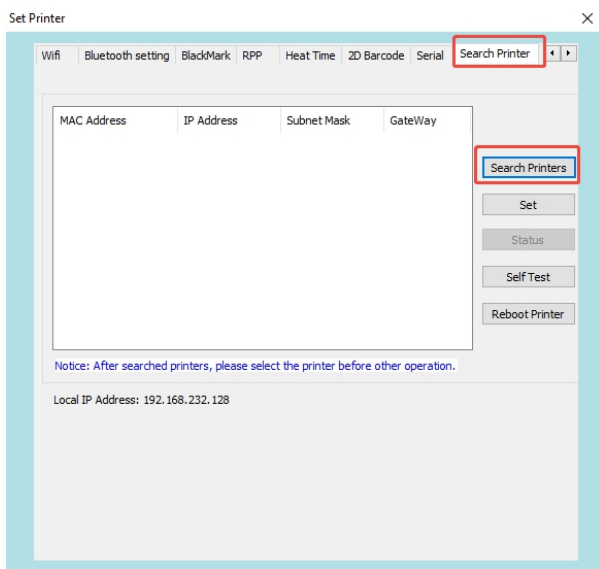 Set Printer
Wifi Bluetooth setting BlackMark RPP Heat Time 2D Barcode Serial Search Printer
MAC Address IP Address Subnet Mask GateWay
Search Printers
Set
Status
Self Test
Reboot Printer
Notice: After searched printers, please select the printer before other operation.
Local IP Address: 192.168.232.128